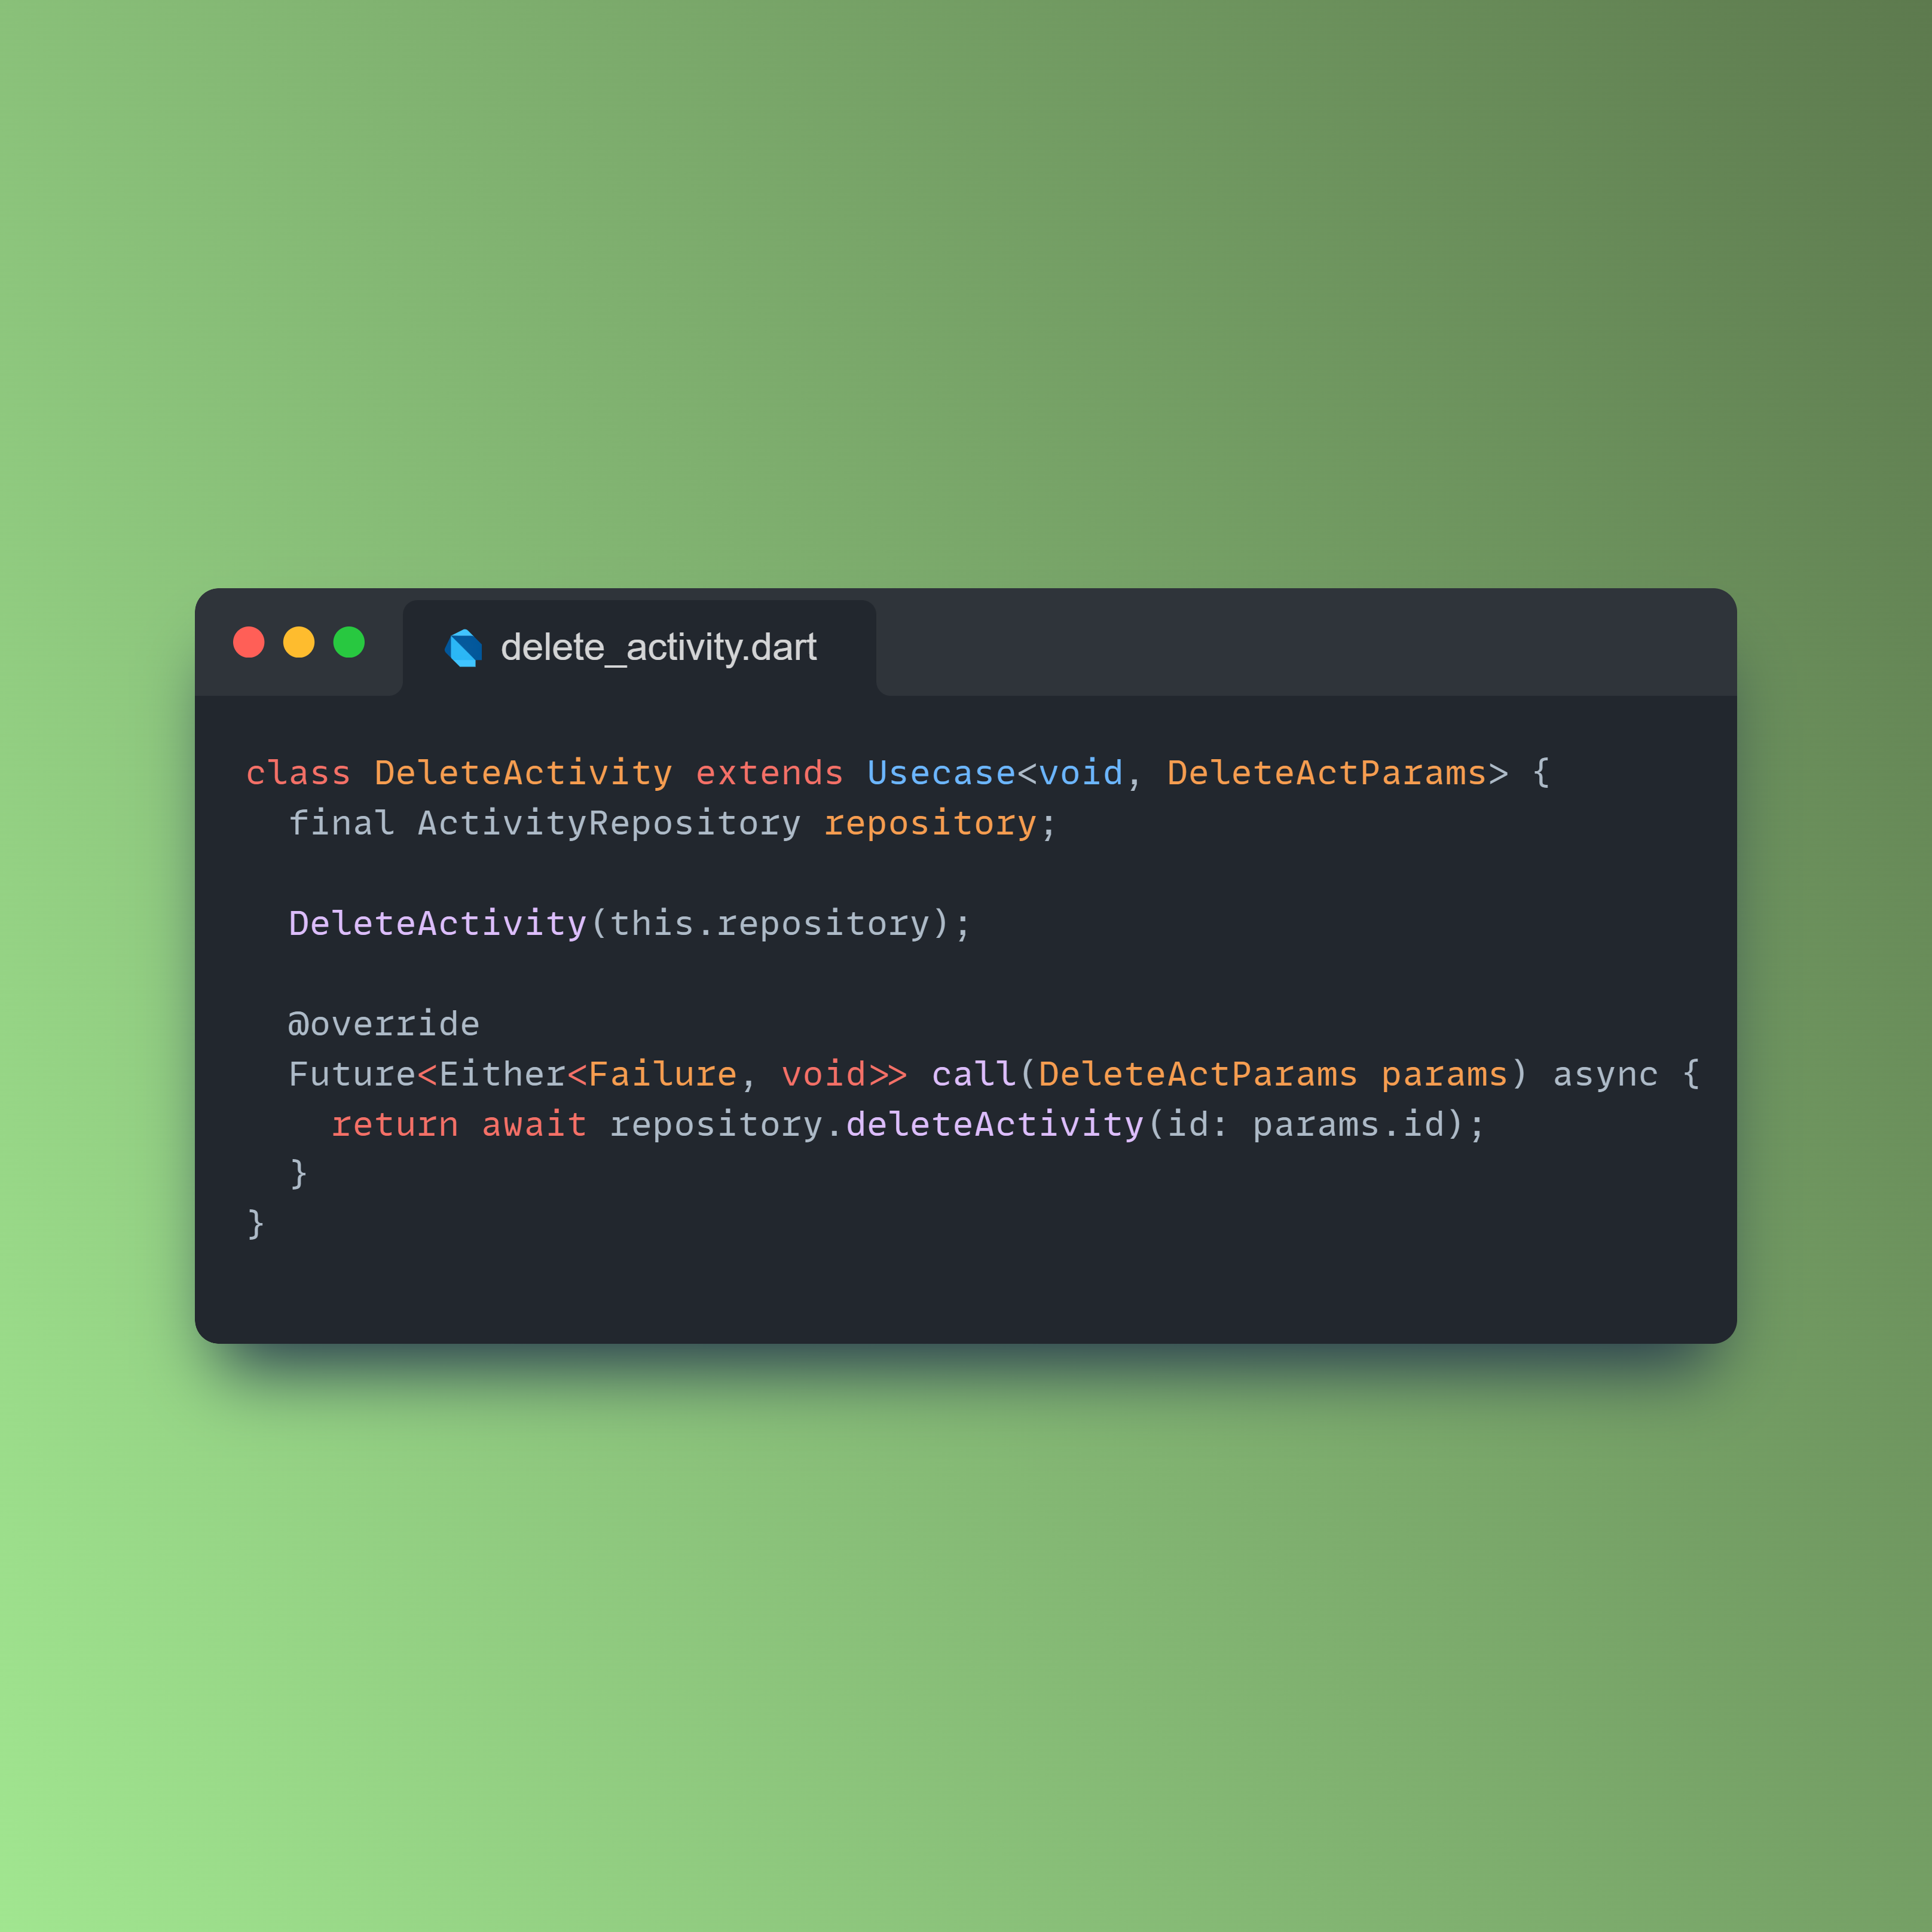 delete_activity.dart
class DeleteActivity extends Usecase<void, DeleteActParams> {
  final ActivityRepository repository;

  DeleteActivity(this.repository);

  @override
  Future<Either<Failure, void>> call(DeleteActParams params) async {
    return await repository.deleteActivity(id: params.id);
  }
}